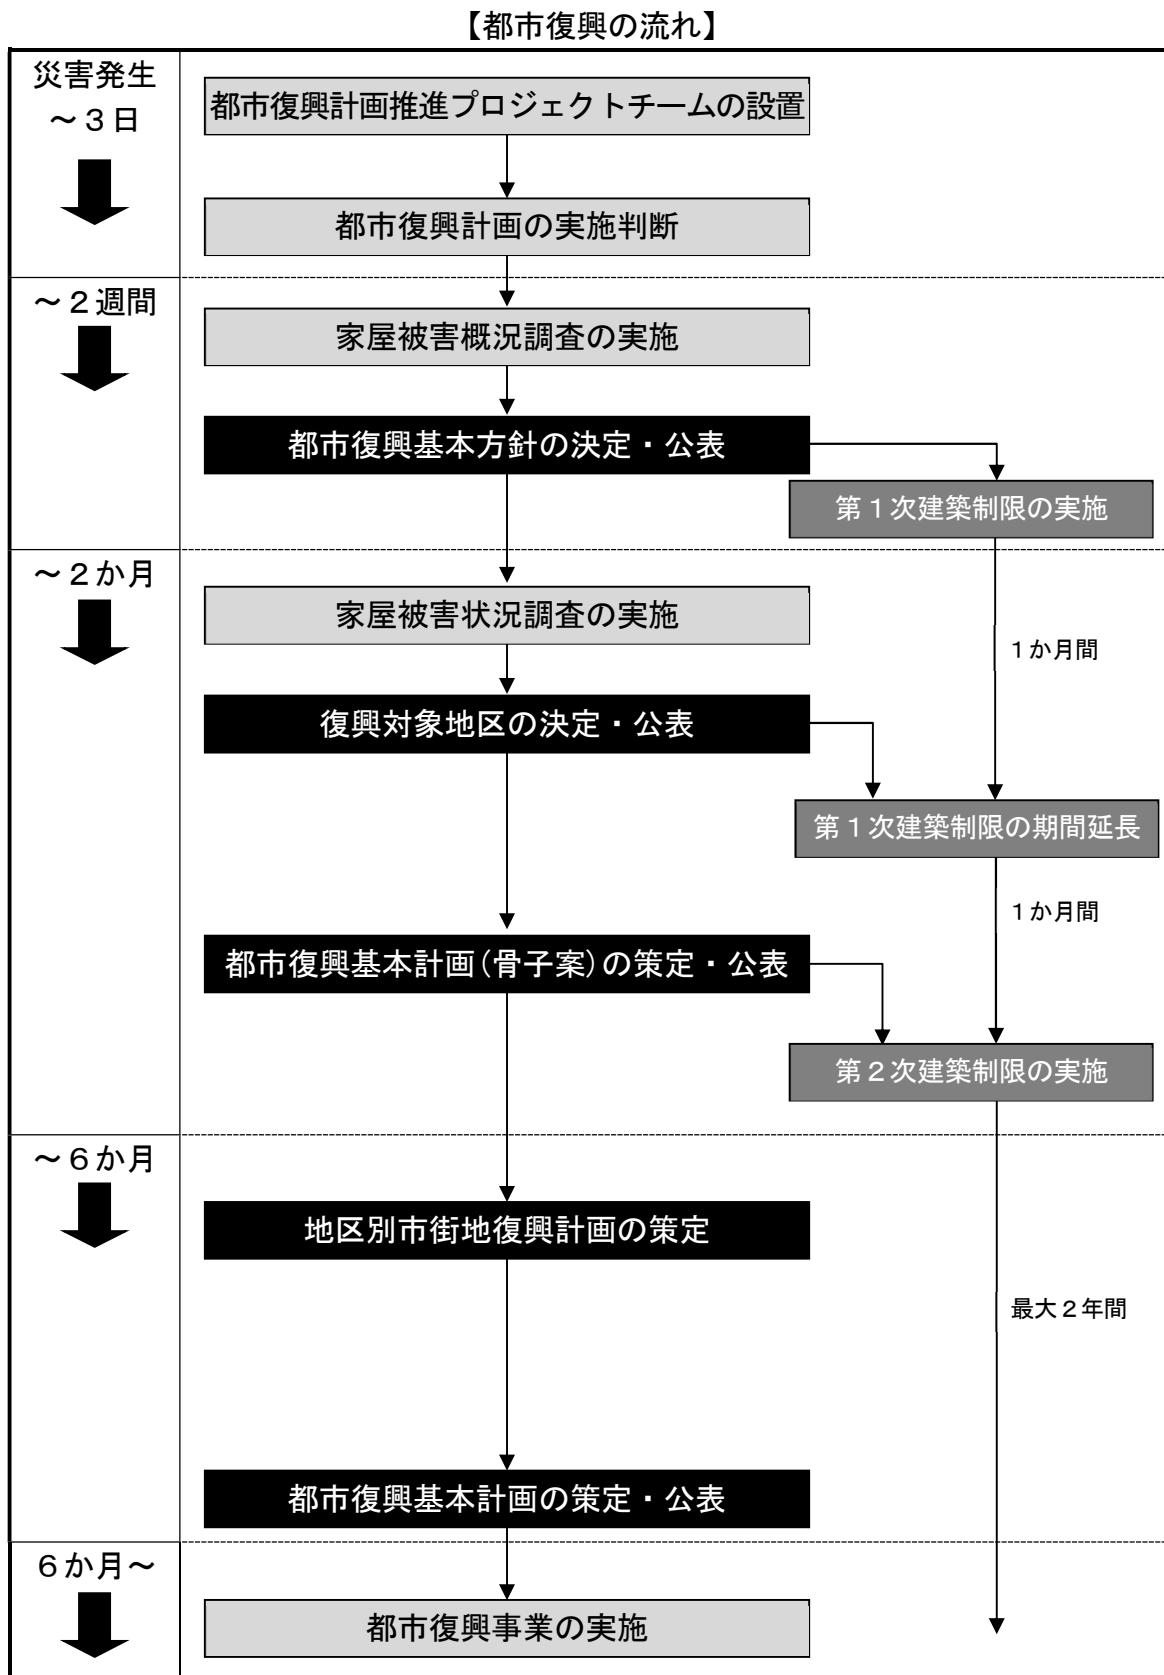 【都市復興の流れ】
災害発生
～３日
都市復興計画推進プロジェクトチームの設置
都市復興計画の実施判断
～２週間
家屋被害概況調査の実施
都市復興基本方針の決定・公表
第１次建築制限の実施
～２か月
家屋被害状況調査の実施
１か月間
復興対象地区の決定・公表
第１次建築制限の期間延長
１か月間
都市復興基本計画（骨子案）の策定・公表
第２次建築制限の実施
～６か月
地区別市街地復興計画の策定
最大２年間
都市復興基本計画の策定・公表
６か月～
都市復興事業の実施